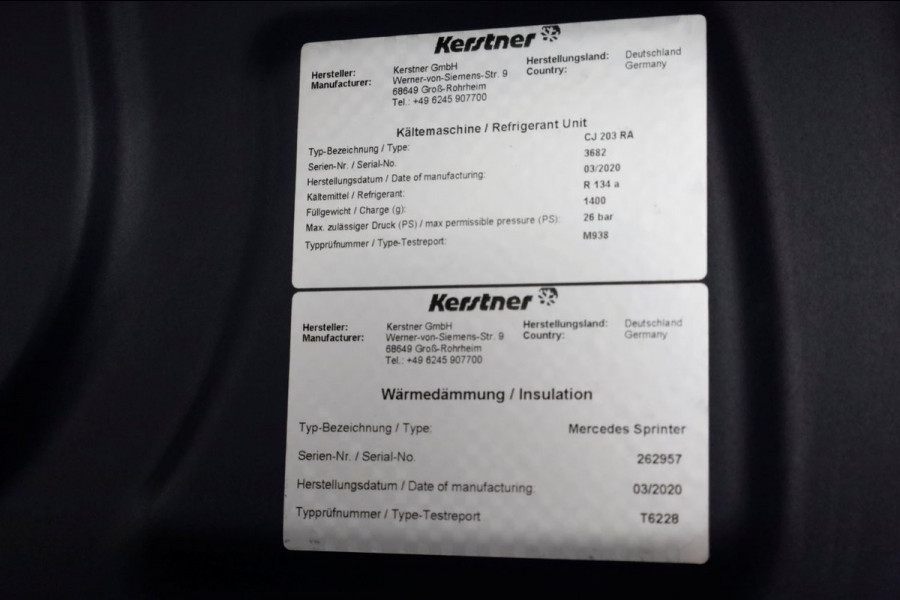 Kerstner
Hersteller: Kerstner GmbH Herstellungsland: Deutschland
Manufacturer: Werner-von-Siemens-Str. 9 Country: Germany
68649 Groß-Rohrheim
Tel.: +49 6245 907700
Kältemaschine / Refrigerant Unit
Typ-Bezeichnung / Type: CJ 203 RA
Serien-Nr. / Serial-No. 3682
Herstellungsdatum / Date of manufacturing: 03/2020
Kältemittel / Refrigerant: R 134 a
Füllgewicht / Charge (g): 1400
Max. zulässiger Druck (PS) / max permissible pressure (PS): 26 bar
Typprüfnummer / Type-Testreport: M938
Kerstner
Hersteller: Kerstner GmbH Herstellungsland: Deutschland
Manufacturer: Werner-von-Siemens-Str. 9 Country: Germany
68649 Groß-Rohrheim
Tel.: +49 6245 907700
Wärmedämmung / Insulation
Typ-Bezeichnung / Type: Mercedes Sprinter
Serien-Nr. / Serial-No. 262957
Herstellungsdatum / Date of manufacturing: 03/2020
Typprüfnummer / Type-Testreport T6228